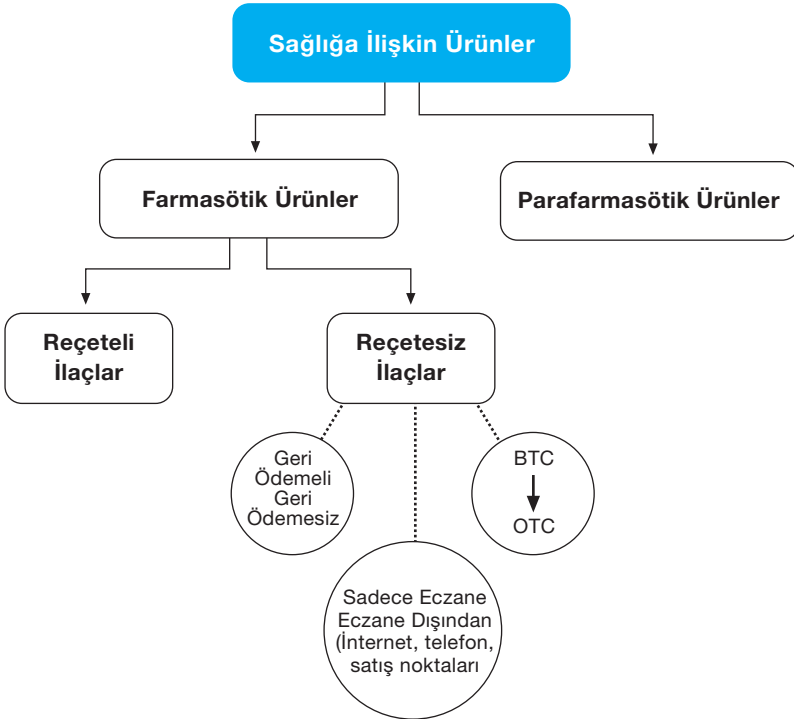 Sağlığa İlişkin Ürünler
Farmasötik Ürünler
Parafarmasötik Ürünler
Reçeteli
İlaçlar
Reçetesiz
İlaçlar
Geri
Ödemeli
Geri
Ödemesiz
BTC
OTC
Sadece Eczane
Eczane Dışından
(İnternet, telefon,
satış noktaları